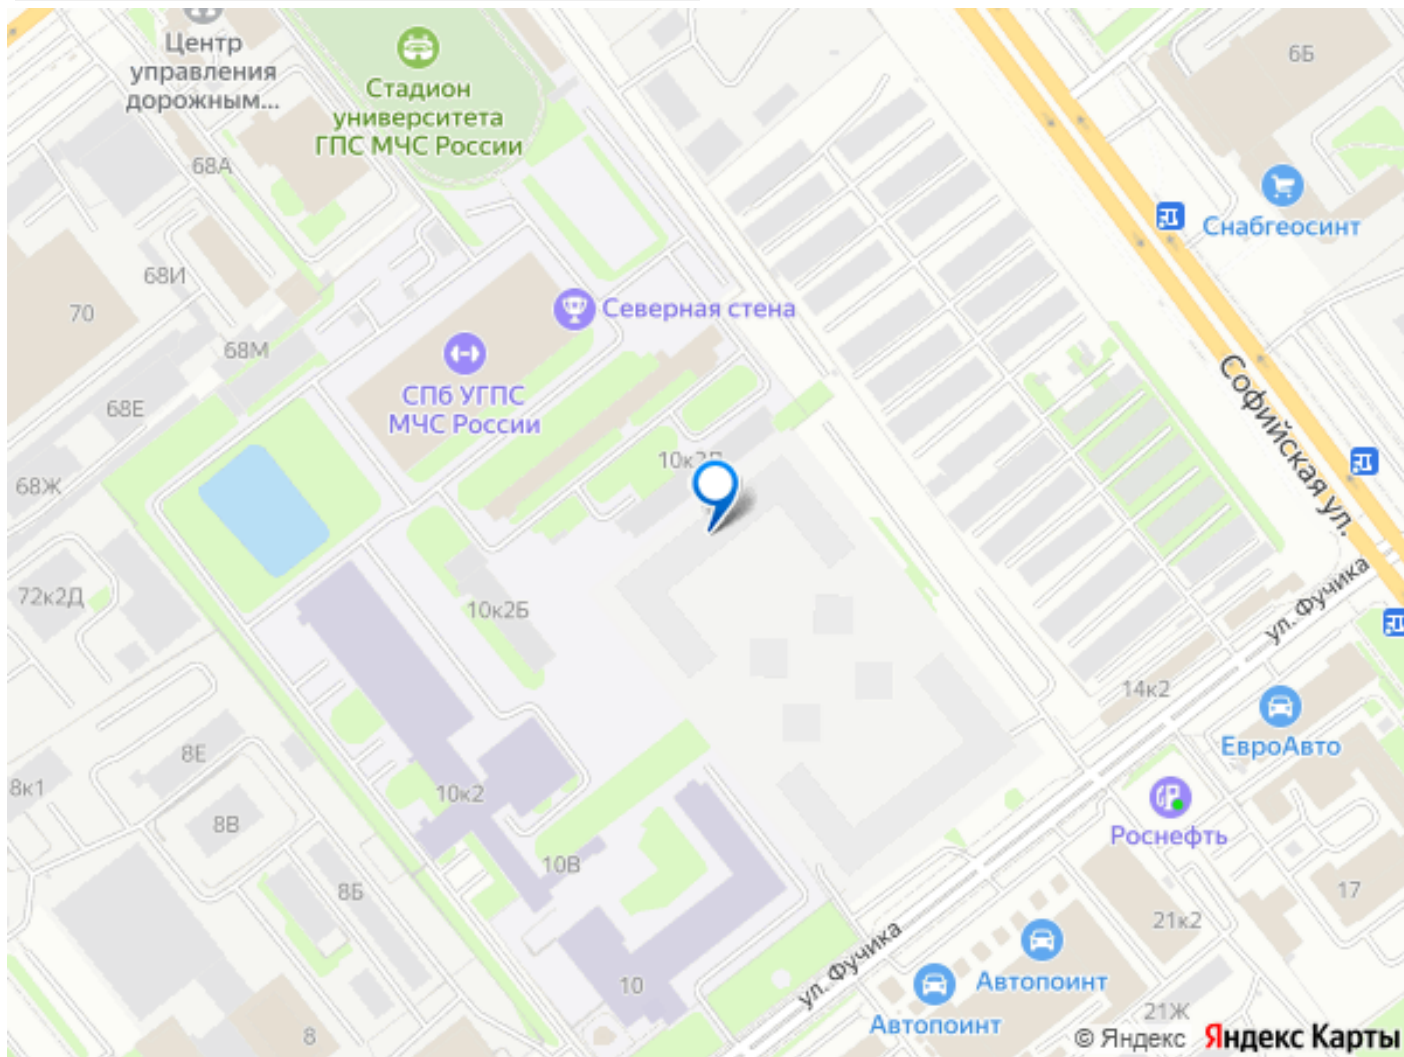 Центр
управления
дорожным...
Стадион
университета
ГПС МЧС России
6Б
68А
Снабгеосинт
68И
70
Северная стена
68М
СПб УГПС
МЧС России
68Е
Софийская ул.
10к2
68Ж
72к2Д
10к2Б
ул. Фучика
14к2
ЕвроАвто
8Е
8к1
10к2
8В
Роснефть
10В
8Б
17
21к2
ул. Фучика
Автопоинт
10
Автопоинт
21Ж
8
© Яндекс Яндекс Карты